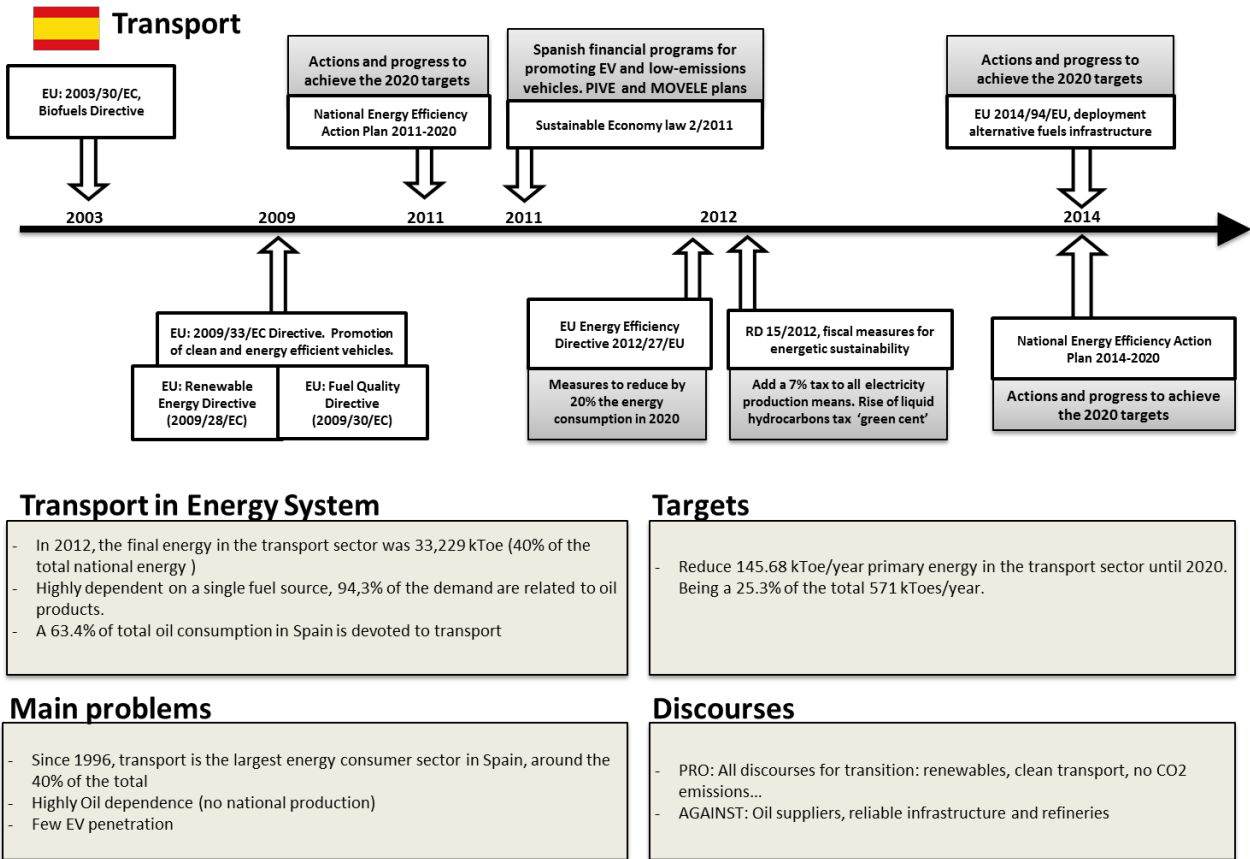 Transport
EU: 2003/30/EC,
Biofuels Directive
Actions and progress to
achieve the 2020 targets
National Energy Efficiency
Action Plan 2011-2020
Spanish financial programs for
promoting EV and low-emissions
vehicles. PIVE and MOVELE plans
Sustainable Economy law 2/2011
Actions and progress to
achieve the 2020 targets
EU 2014/94/EU, deployment
alternative fuels infrastructure
2003
2009
2011
2011
2012
2014
EU: 2009/33/EC Directive. Promotion
of clean and energy efficient vehicles.
EU: Renewable
Energy Directive
(2009/28/EC)
EU: Fuel Quality
Directive
(2009/30/EC)
EU Energy Efficiency
Directive 2012/27/EU
Measures to reduce by
20% the energy
consumption in 2020
RD 15/2012, fiscal measures for
energetic sustainability
Add a 7% tax to all electricity
production means. Rise of liquid
hydrocarbons tax ‘green cent’
National Energy Efficiency Action
Plan 2014-2020
Actions and progress to achieve
the 2020 targets
Transport in Energy System
- In 2012, the final energy in the transport sector was 33,229 kToe (40% of the
total national energy )
- Highly dependent on a single fuel source, 94,3% of the demand are related to oil
products.
- A 63.4% of total oil consumption in Spain is devoted to transport
Targets
- Reduce 145.68 kToe/year primary energy in the transport sector until 2020.
Being a 25.3% of the total 571 kToes/year.
Main problems
- Since 1996, transport is the largest energy consumer sector in Spain, around the
40% of the total
- Highly Oil dependence (no national production)
- Few EV penetration
Discourses
- PRO: All discourses for transition: renewables, clean transport, no CO2
emissions...
- AGAINST: Oil suppliers, reliable infrastructure and refineries